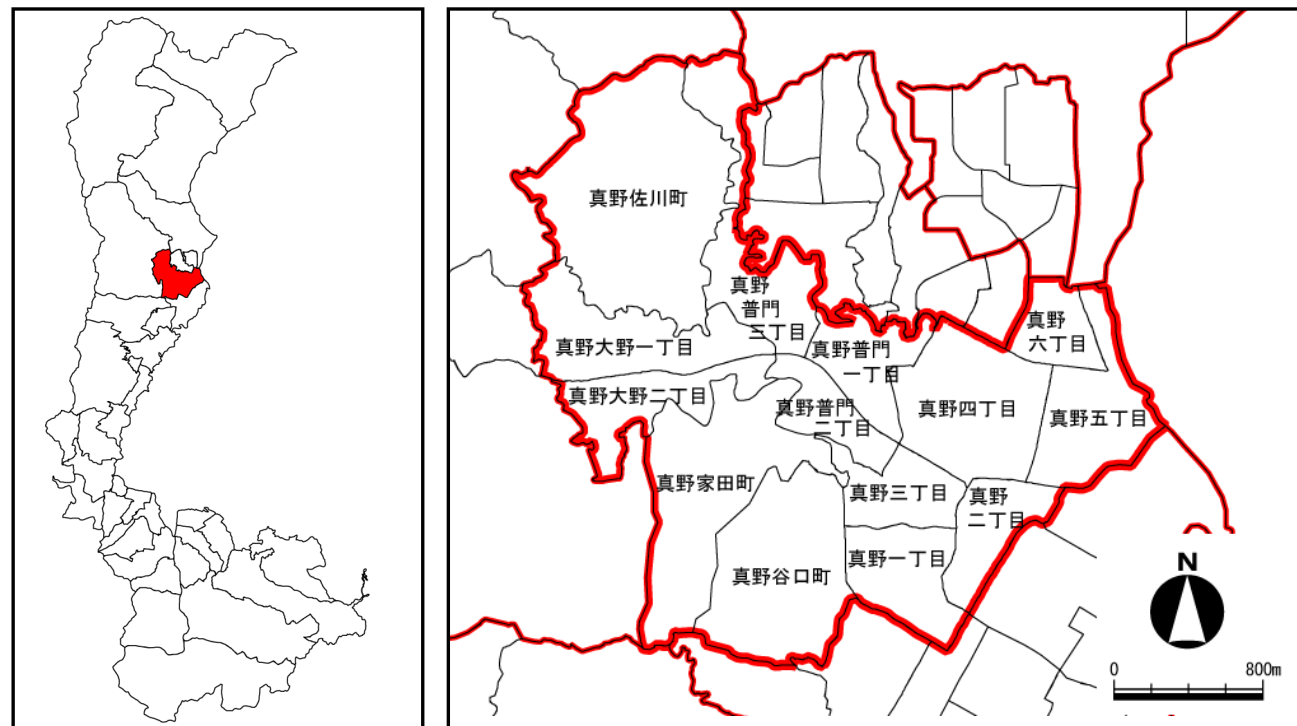 真野佐川町
真野
普門
三丁目
真野
六丁目
真野大野一丁目
真野普門
一丁目
真野大野二丁目
真野普門
二丁目
真野四丁目
真野五丁目
真野家田町
真野三丁目
真野
二丁目
真野一丁目
真野谷口町
N
0 800m